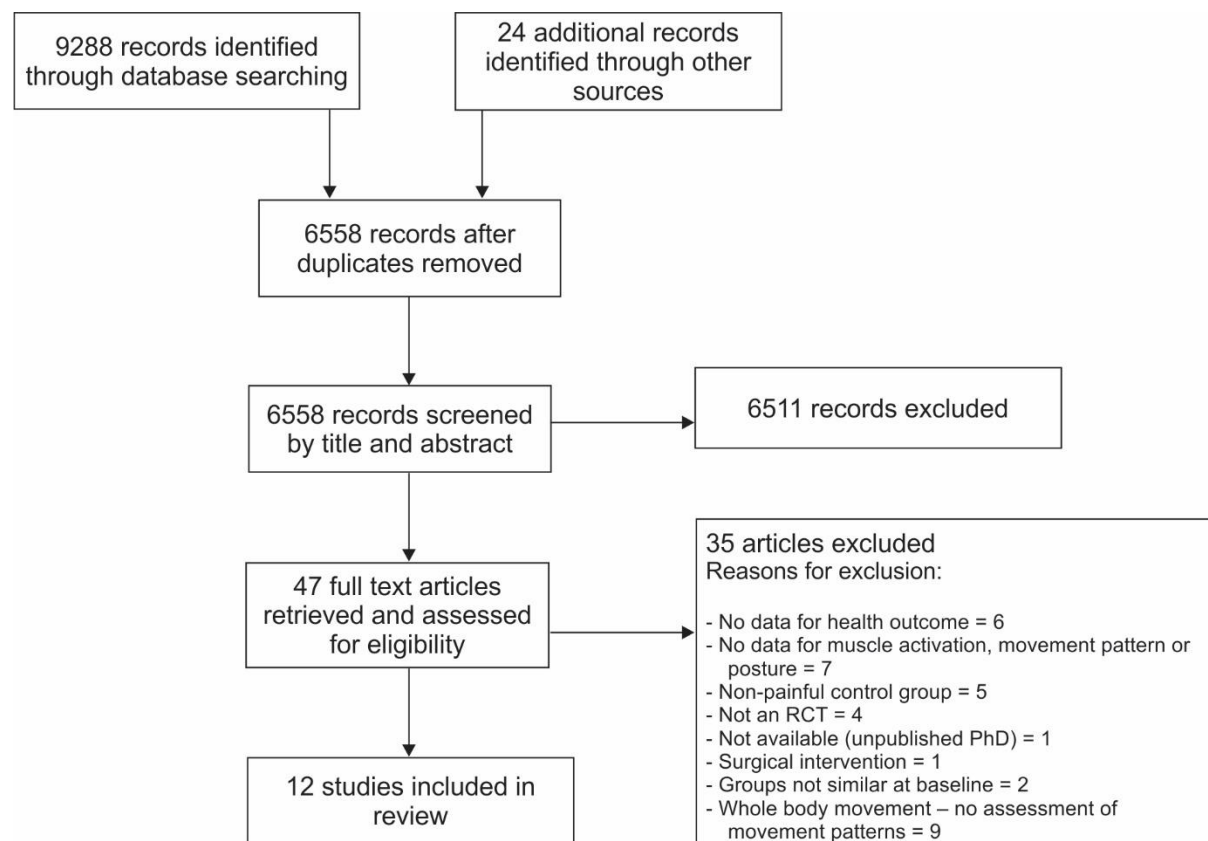 9288 records identified
through database searching
24 additional records
identified through other
sources
6558 records after
duplicates removed
6558 records screened
by title and abstract
6511 records excluded
47 full text articles
retrieved and assessed
for eligibility
35 articles excluded
Reasons for exclusion:
- No data for health outcome = 6
- No data for muscle activation, movement pattern or
posture = 7
- Non-painful control group = 5
- Not an RCT = 4
- Not available (unpublished PhD) = 1
- Surgical intervention = 1
- Groups not similar at baseline = 2
- Whole body movement – no assessment of
movement patterns = 9
12 studies included in
review